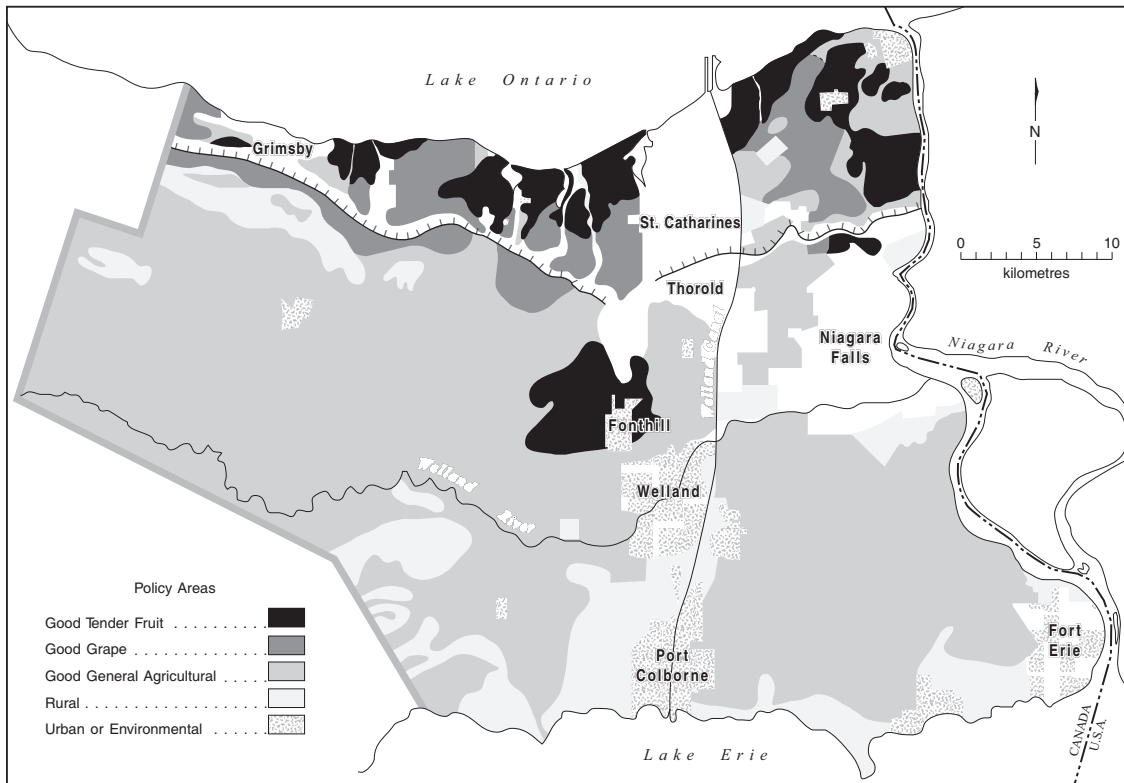 Lake Ontario
Grimsby
N
St. Catharines
0 5 10
kilometres
Thorold
Niagara
Falls
Niagara River
Welland Canal
Fonthill
Welland
River
Welland
Policy Areas
Good Tender Fruit . . . . . . . . . .
Good Grape . . . . . . . . . . . . . .
Good General Agricultural . . . . .
Rural . . . . . . . . . . . . . . . . . . .
Urban or Environmental . . . . . .
Port
Colborne
Fort
Erie
Lake Erie
CANADA
U.S.A.